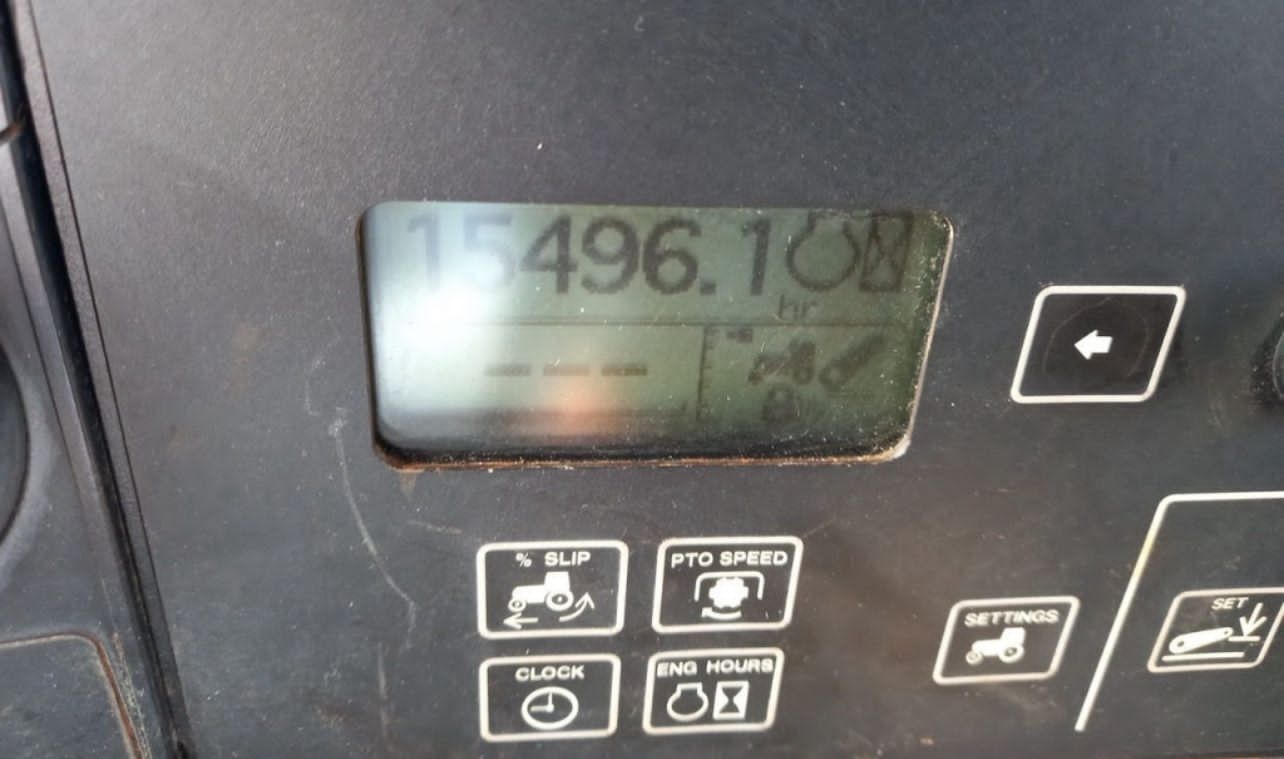 15496.1
hr
---
% SLIP
PTO SPEED
CLOCK
ENG HOURS
SETTINGS
SET